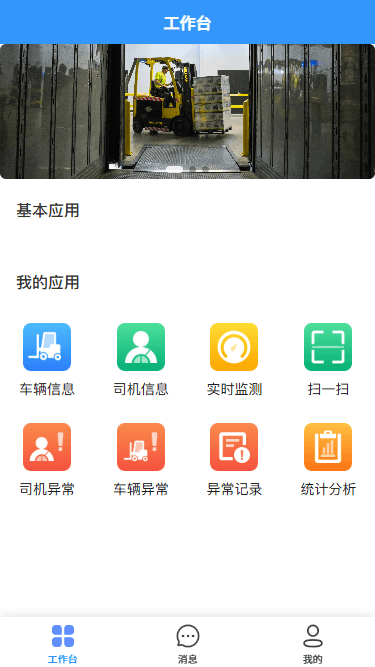 工作台
基本应用
我的应用
车辆信息
司机信息
实时监测
扫一扫
司机异常
车辆异常
异常记录
统计分析
工作台
消息
我的